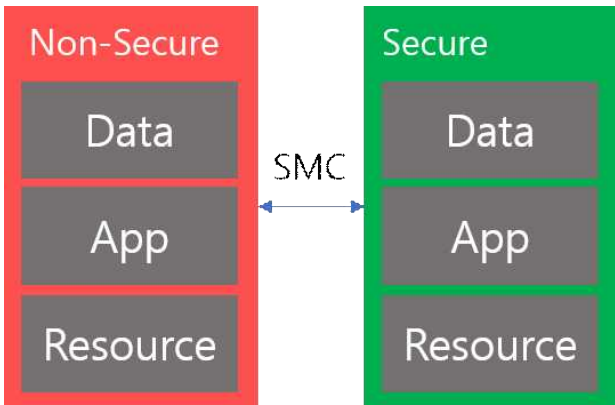 Non-Secure
Data
App
Resource
SMC
Secure
Data
App
Resource